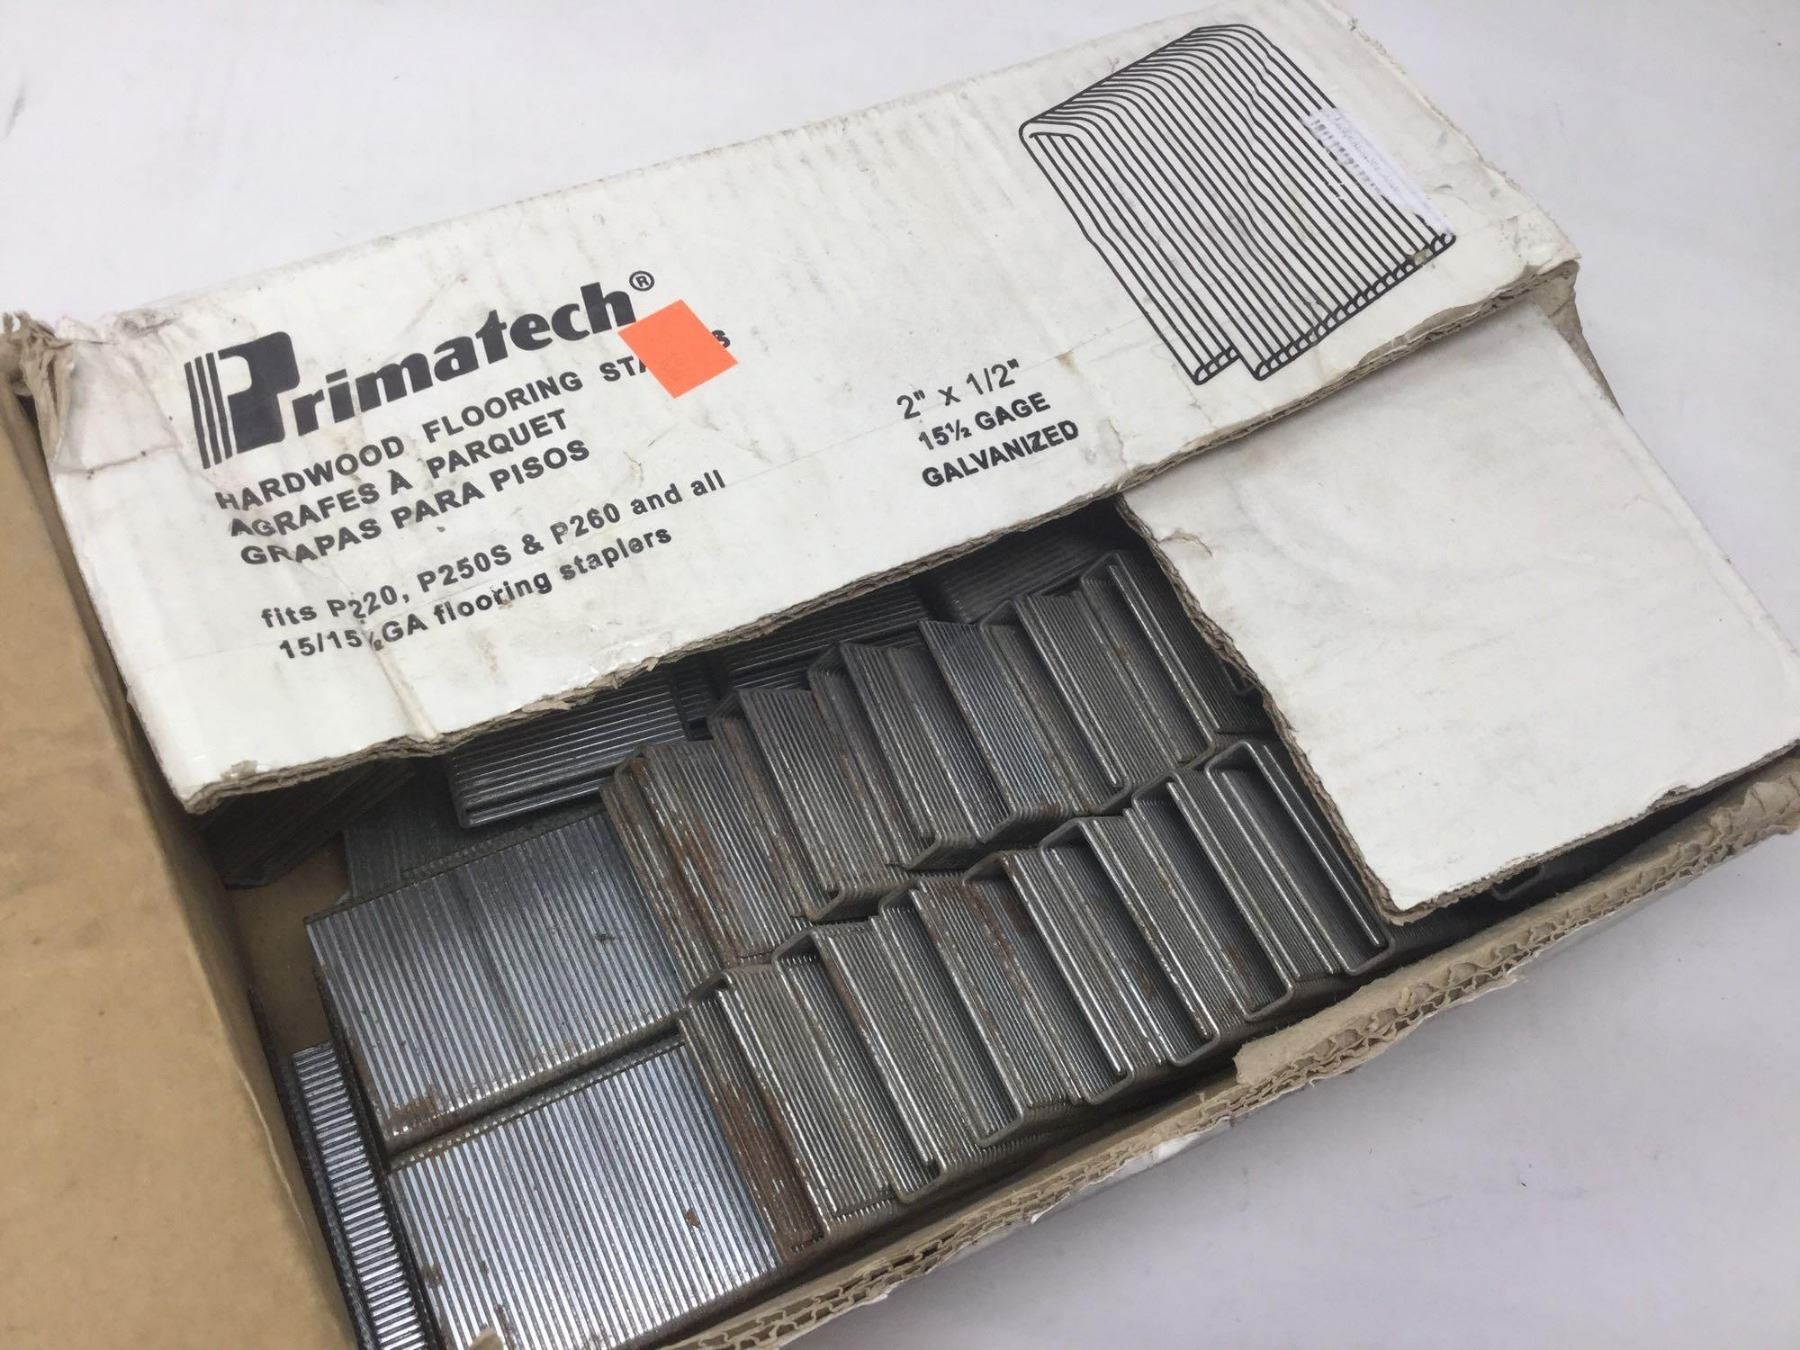 Primatech®
HARDWOOD FLOORING
AGRAFES À PARQUET
GRAPAS PARA PISOS
fits P220, P250S & P260 and all
15/15½GA flooring staplers
2" x 1/2"
15½ GAGE
GALVANIZED